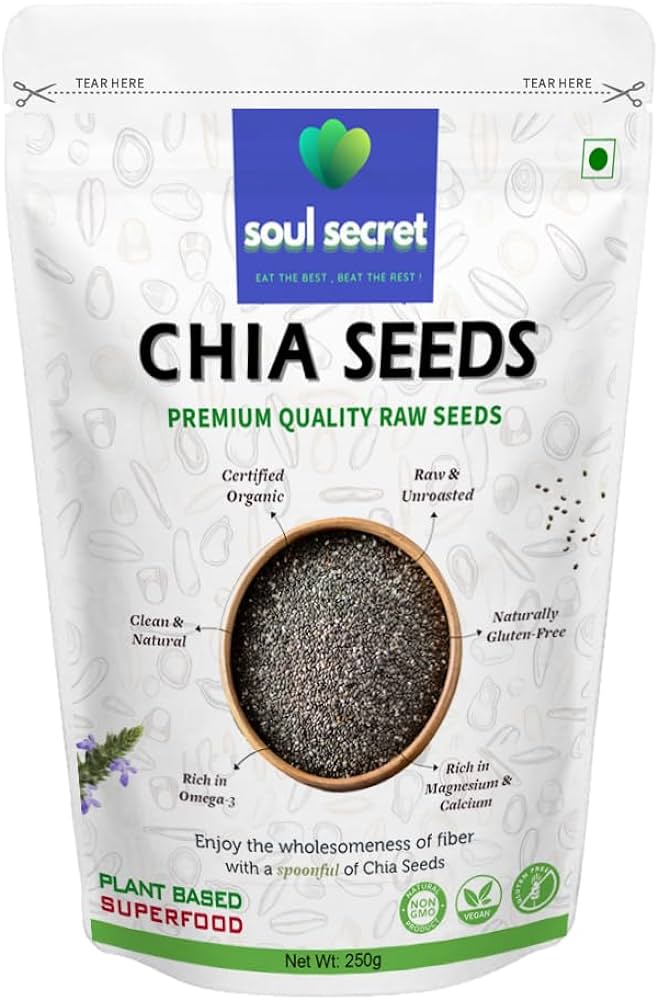 TEAR HERE
TEAR HERE
soul secret
EAT THE BEST , BEAT THE REST !
CHIA SEEDS
PREMIUM QUALITY RAW SEEDS
Certified
Organic
Raw &
Unroasted
Clean &
Natural
Naturally
Gluten-Free
Rich in
Omega-3
Rich in
Magnesium &
Calcium
Enjoy the wholesomeness of fiber
with a spoonful of Chia Seeds
PLANT BASED
SUPERFOOD
NATURAL
NON
GMO
PRODUCT
VEGAN
GLUTEN FREE
Net Wt: 250g